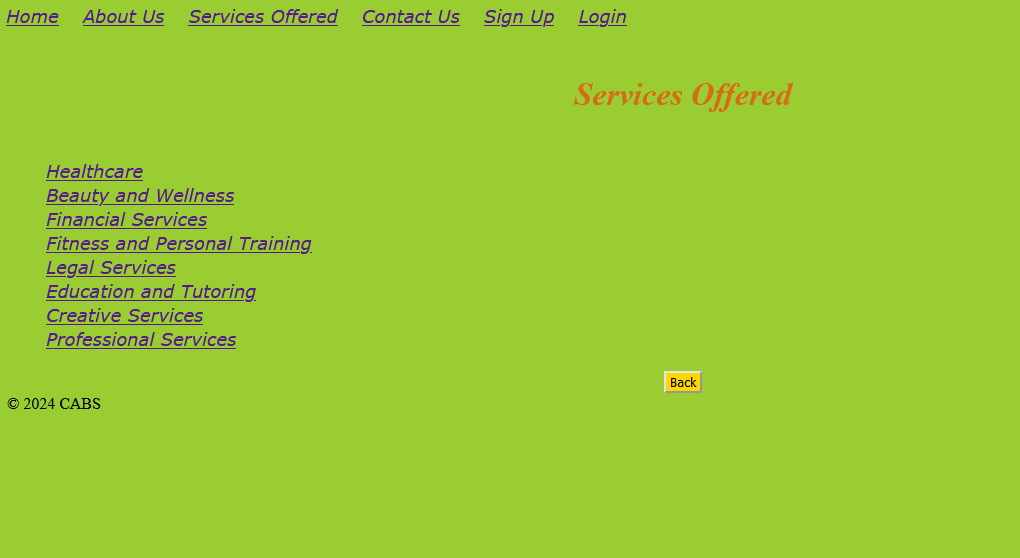 Home About Us Services Offered Contact Us Sign Up Login
Services Offered
Healthcare
Beauty and Wellness
Financial Services
Fitness and Personal Training
Legal Services
Education and Tutoring
Creative Services
Professional Services
Back
© 2024 CABS